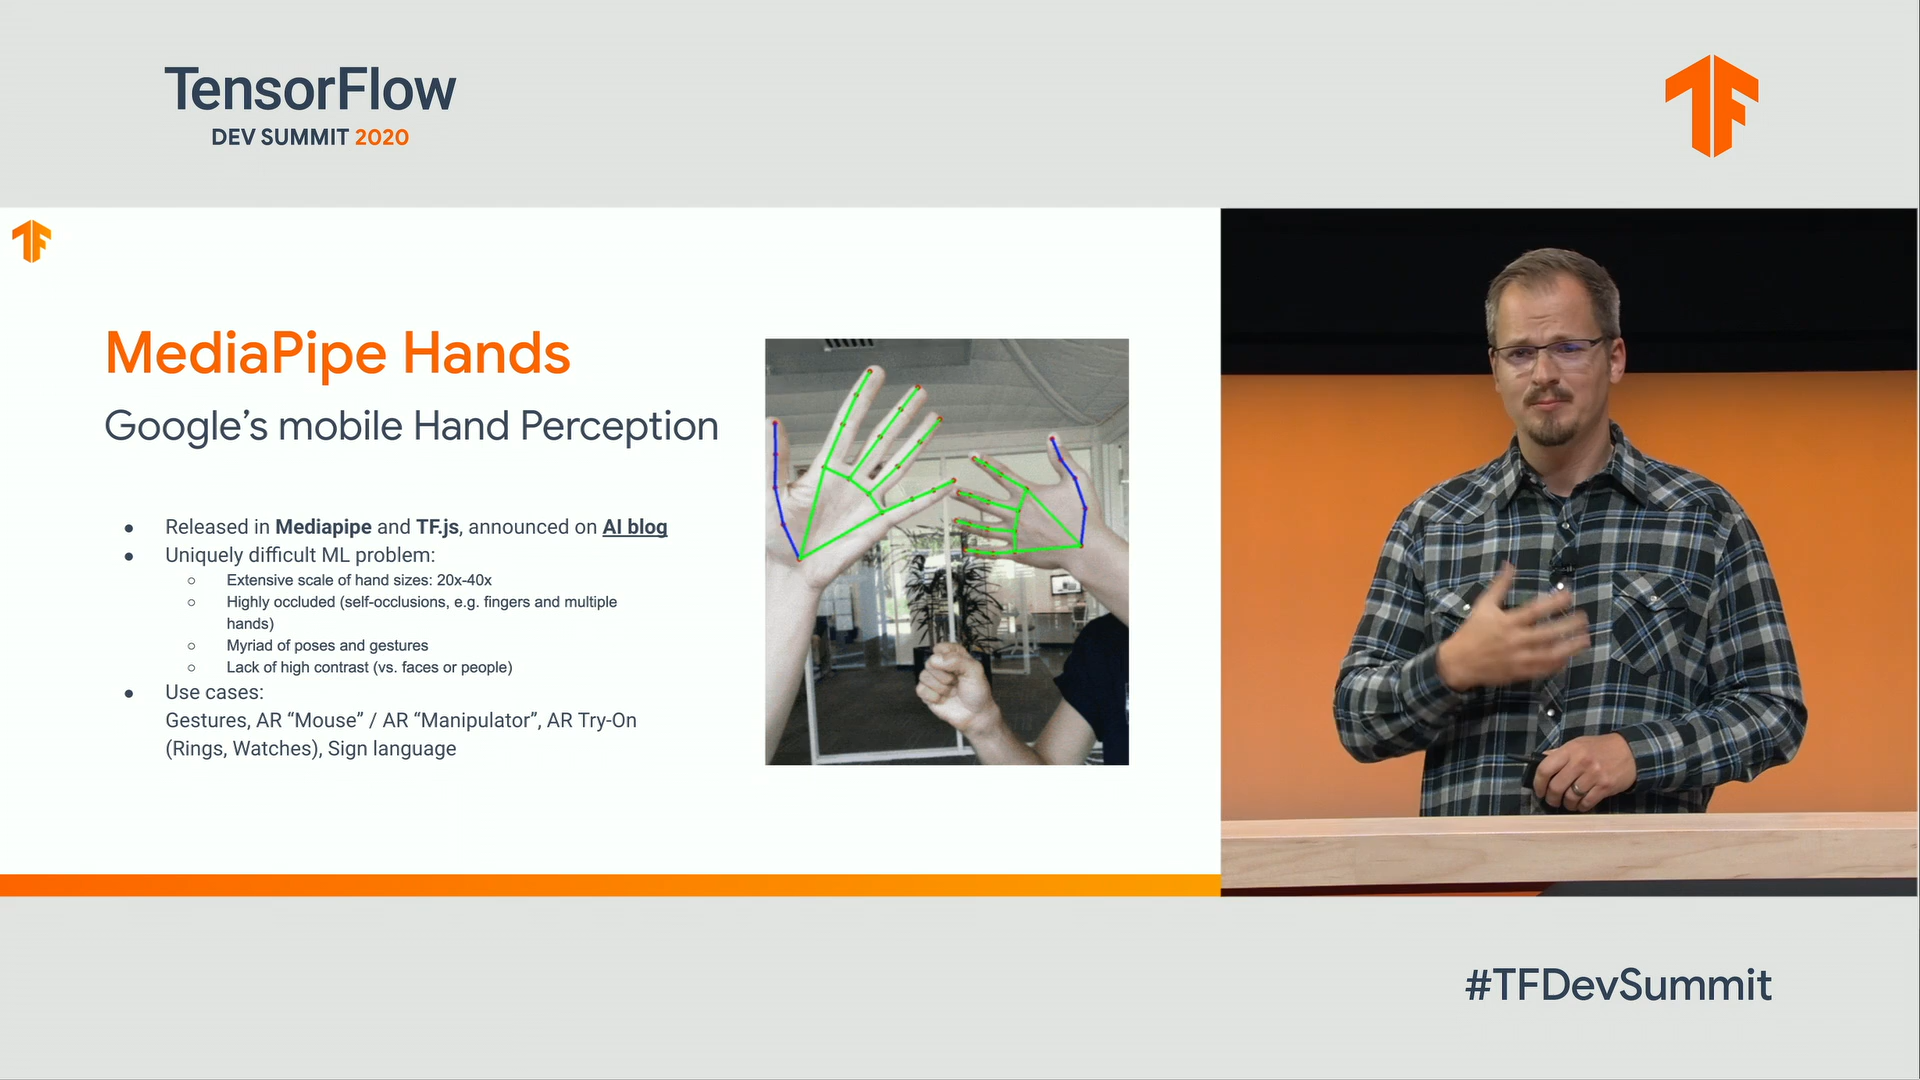 TensorFlow
DEV SUMMIT 2020
MediaPipe Hands
Google’s mobile Hand Perception
● Released in Mediapipe and TF.js, announced on AI blog
● Uniquely difficult ML problem:
○ Extensive scale of hand sizes: 20x-40x
○ Highly occluded (self-occlusions, e.g. fingers and multiple
hands)
○ Myriad of poses and gestures
○ Lack of high contrast (vs. faces or people)
● Use cases:
Gestures, AR “Mouse” / AR “Manipulator”, AR Try-On
(Rings, Watches), Sign language
#TFDevSummit